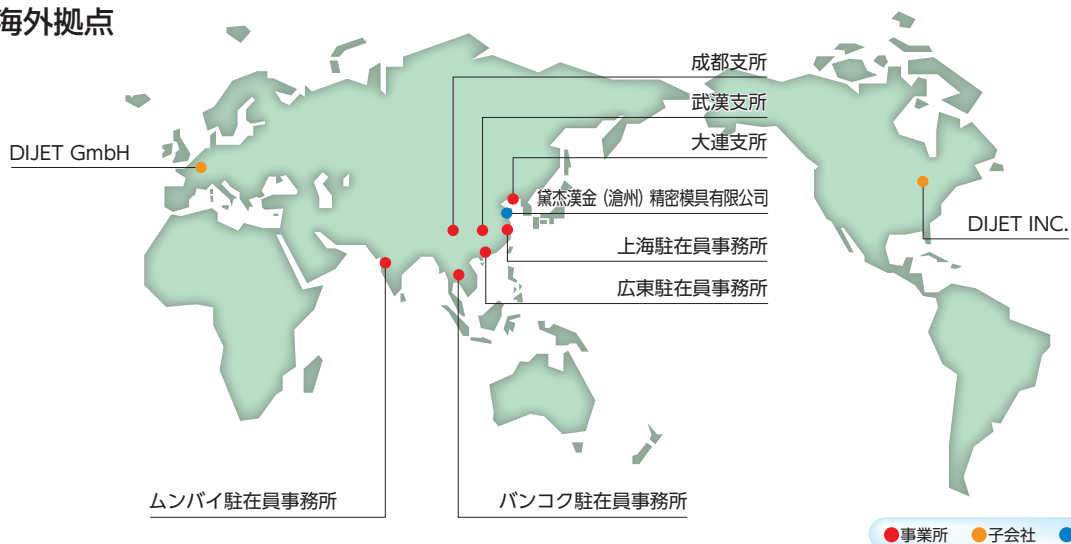 海外拠点
成都支所
武漢支所
大連支所
DIJET GmbH
黛杰漢金（滄州）精密模具有限公司
DIJET INC.
上海駐在員事務所
広東駐在員事務所
ムンバイ駐在員事務所
バンコク駐在員事務所
●事業所 ●子会社 ●